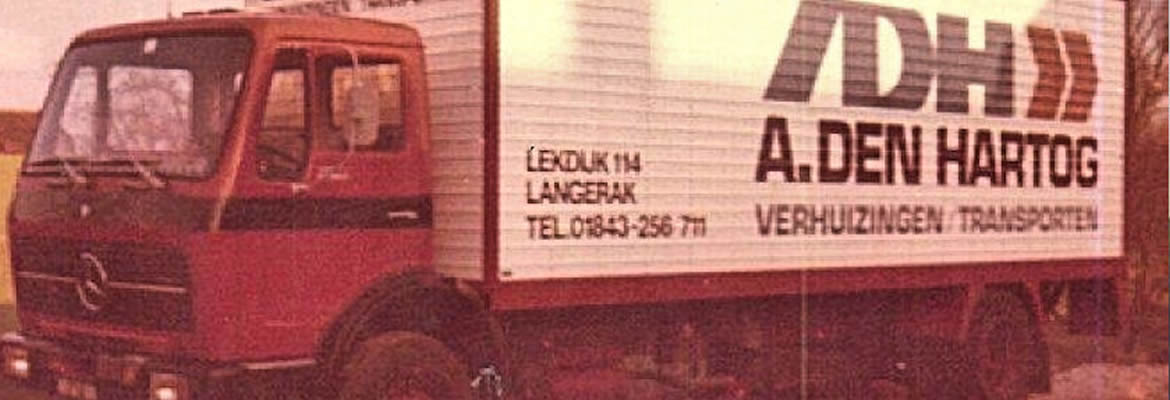 ADH
A. DEN HARTOG
VERHUIZINGEN / TRANSPORTEN
LEKDIJK 114
LANGERAK
TEL. 01843-256 711